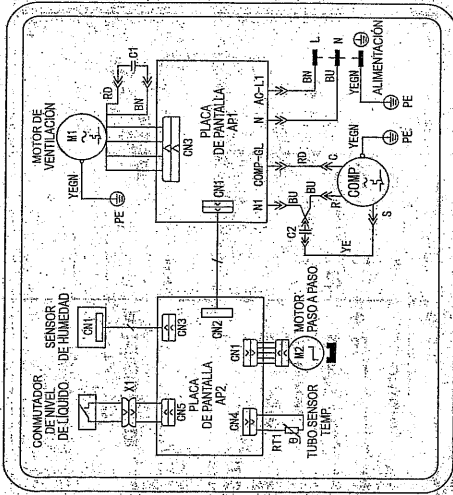 MOTOR DE
VENTILACIÓN
M1
YEGN
PE
RD
C1
BN
CN3
PLACA
DE PANTALLA
AP1
CN1
N1
COMP-GL
N
AC-L1
BU
RD
BU
BN
L
N
YEGN
ALIMENTACIÓN
PE
C2
BU
R
C
YE
S
COMP
YEGN
PE
CONMUTADOR
DE NIVEL
DE LÍQUIDO
X1
CN5
SENSOR
DE HUMEDAD
CN1
CN3
PLACA
DE PANTALLA
AP2
CN2
CN4
CN1
RT1
θ
TUBO SENSOR
TEMP.
M2
MOTOR
PASO A PASO